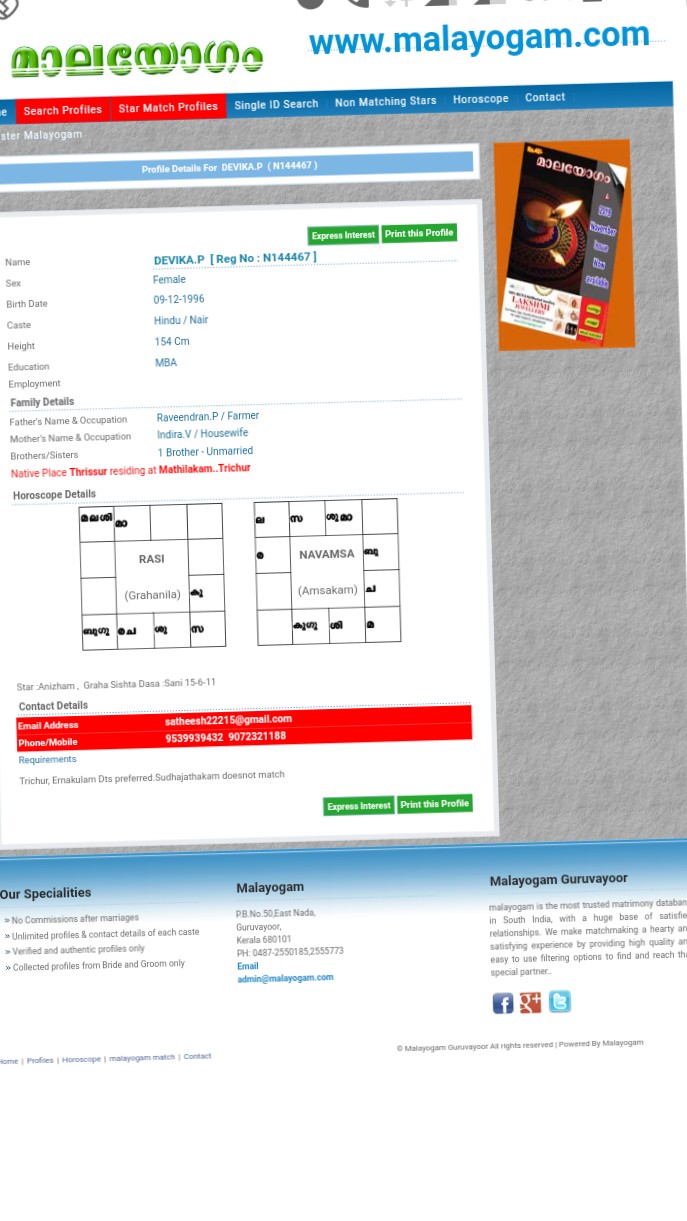 മാലയോഗം
www.malayogam.com
Search Profiles Star Match Profiles Single ID Search Non Matching Stars Horoscope Contact
ster Malayogam
Profile Details For DEVIKA.P ( N144467 )
മാലയോഗം
2018
November
Issue
Now
available
LAKSHMI
JEWELLERY
Express Interest Print this Profile
Name DEVIKA.P [ Reg No : N144467 ]
Sex Female
Birth Date 09-12-1996
Caste Hindu / Nair
Height 154 Cm
Education MBA
Employment
Family Details
Father's Name & Occupation Raveendran.P / Farmer
Mother's Name & Occupation Indira.V / Housewife
Brothers/Sisters 1 Brother - Unmarried
Native Place Thrissur residing at Mathilakam..Trichur
Horoscope Details
മ ല ശി മാ ല സ ശു മാ
RASI ര NAVAMSA ബു
(Grahanila) കു (Amsakam) ച
ബു ഗു ര ച ശു സ കു ഗു ശി മ
Star :Anizham , Graha Sishta Dasa :Sani 15-6-11
Contact Details
Email Address satheesh22215@gmail.com
Phone/Mobile 9539939432 9072321188
Requirements
Trichur, Ernakulam Dts preferred.Sudhajathakam doesnot match
Express Interest Print this Profile
Our Specialities
» No Commissions after marriages
» Unlimited profiles & contact details of each caste
» Verified and authentic profiles only
» Collected profiles from Bride and Groom only
Malayogam
P.B.No.50,East Nada,
Guruvayoor,
Kerala 680101
PH: 0487-2550185,2555773
Email
admin@malayogam.com
Malayogam Guruvayoor
malayogam is the most trusted matrimony databan
in South India, with a huge base of satisfie
relationships. We make matchmaking a hearty an
satisfying experience by providing high quality an
easy to use filtering options to find and reach tha
special partner..
Home | Profiles | Horoscope | malayogam match | Contact
© Malayogam Guruvayoor All rights reserved | Powered By Malayogam